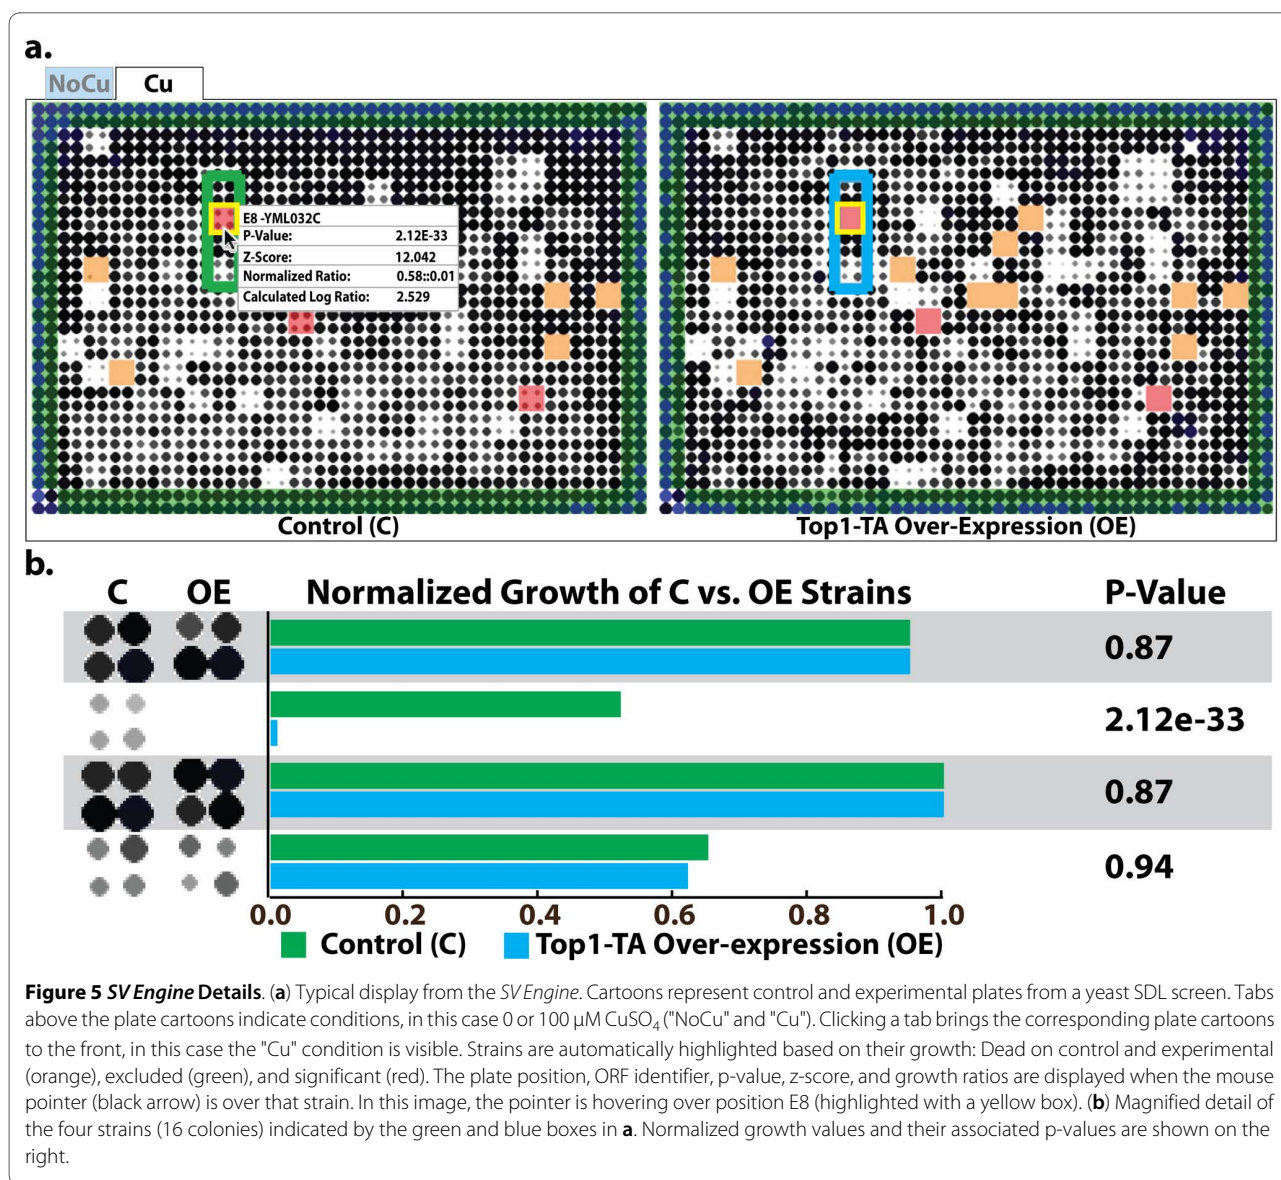 a.
NoCu Cu
E8 -YML032C
P-Value: 2.12E-33
Z-Score: 12.042
Normalized Ratio: 0.58::0.01
Calculated Log Ratio: 2.529
Control (C) Top1-TA Over-Expression (OE)
b.
C OE Normalized Growth of C vs. OE Strains P-Value
0.87
2.12e-33
0.87
0.94
0.0 0.2 0.4 0.6 0.8 1.0
Control (C) Top1-TA Over-expression (OE)
Figure 5 SV Engine Details. (a) Typical display from the SV Engine. Cartoons represent control and experimental plates from a yeast SDL screen. Tabs
above the plate cartoons indicate conditions, in this case 0 or 100 μM CuSO4 ("NoCu" and "Cu"). Clicking a tab brings the corresponding plate cartoons
to the front, in this case the "Cu" condition is visible. Strains are automatically highlighted based on their growth: Dead on control and experimental
(orange), excluded (green), and significant (red). The plate position, ORF identifier, p-value, z-score, and growth ratios are displayed when the mouse
pointer (black arrow) is over that strain. In this image, the pointer is hovering over position E8 (highlighted with a yellow box). (b) Magnified detail of
the four strains (16 colonies) indicated by the green and blue boxes in a. Normalized growth values and their associated p-values are shown on the
right.